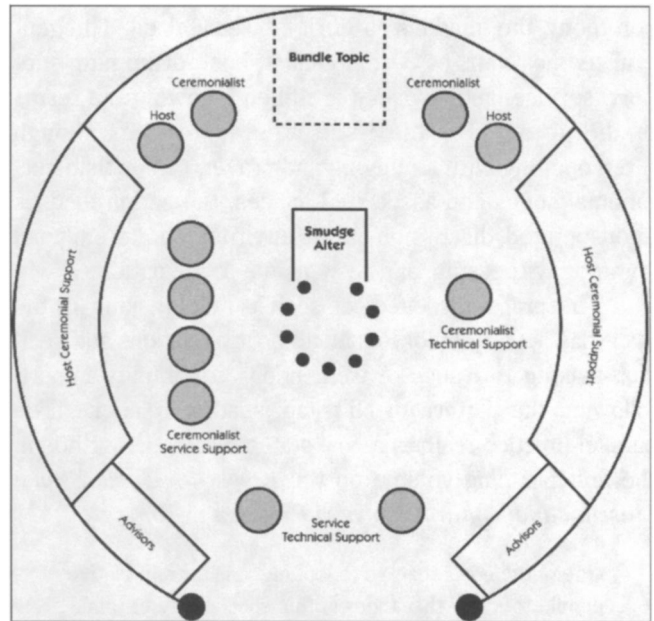 Bundle Topic
Ceremonialist
Host
Ceremonialist
Host
Smudge
Alter
Host Ceremonial Support
Host Ceremonial Support
Ceremonialist
Technical Support
Ceremonialist
Service Support
Service
Technical Support
Advisors
Advisors